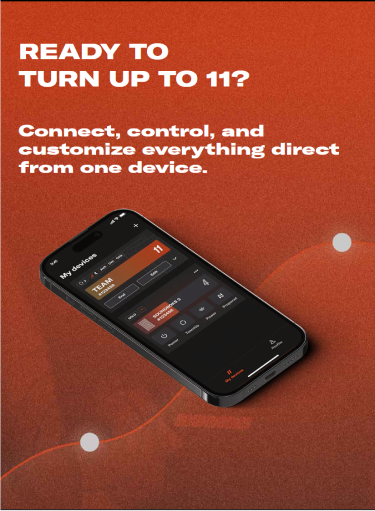 READY TO
TURN UP TO 11?
Connect, control, and
customize everything direct
from one device.
My devices
11
TEAM
4